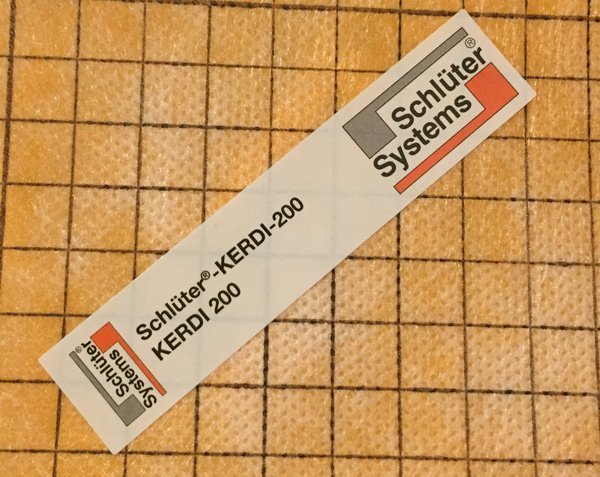 Schlüter®
Systems
Schlüter®-KERDI-200
KERDI 200
Schlüter®
Systems